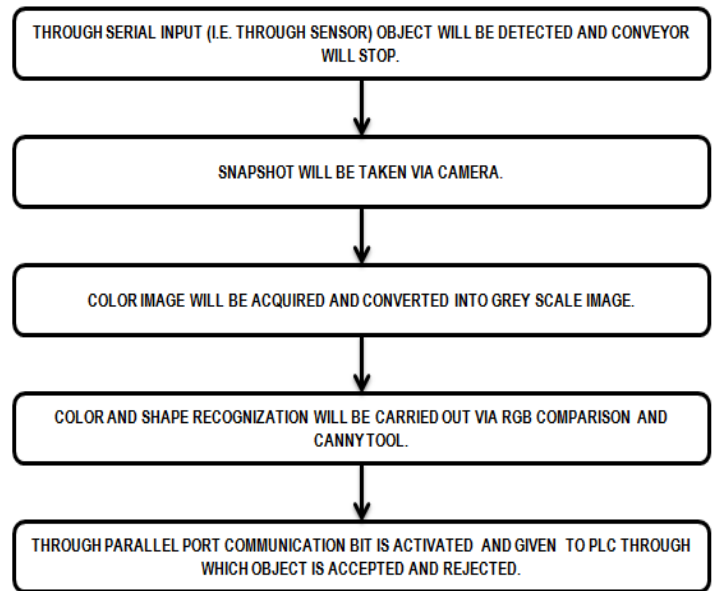 THROUGH SERIAL INPUT (I.E. THROUGH SENSOR) OBJECT WILL BE DETECTED AND CONVEYOR
WILL STOP.
SNAPSHOT WILL BE TAKEN VIA CAMERA.
COLOR IMAGE WILL BE ACQUIRED AND CONVERTED INTO GREY SCALE IMAGE.
COLOR AND SHAPE RECOGNIZATION WILL BE CARRIED OUT VIA RGB COMPARISON AND
CANNY TOOL.
THROUGH PARALLEL PORT COMMUNICATION BIT IS ACTIVATED AND GIVEN TO PLC THROUGH
WHICH OBJECT IS ACCEPTED AND REJECTED.